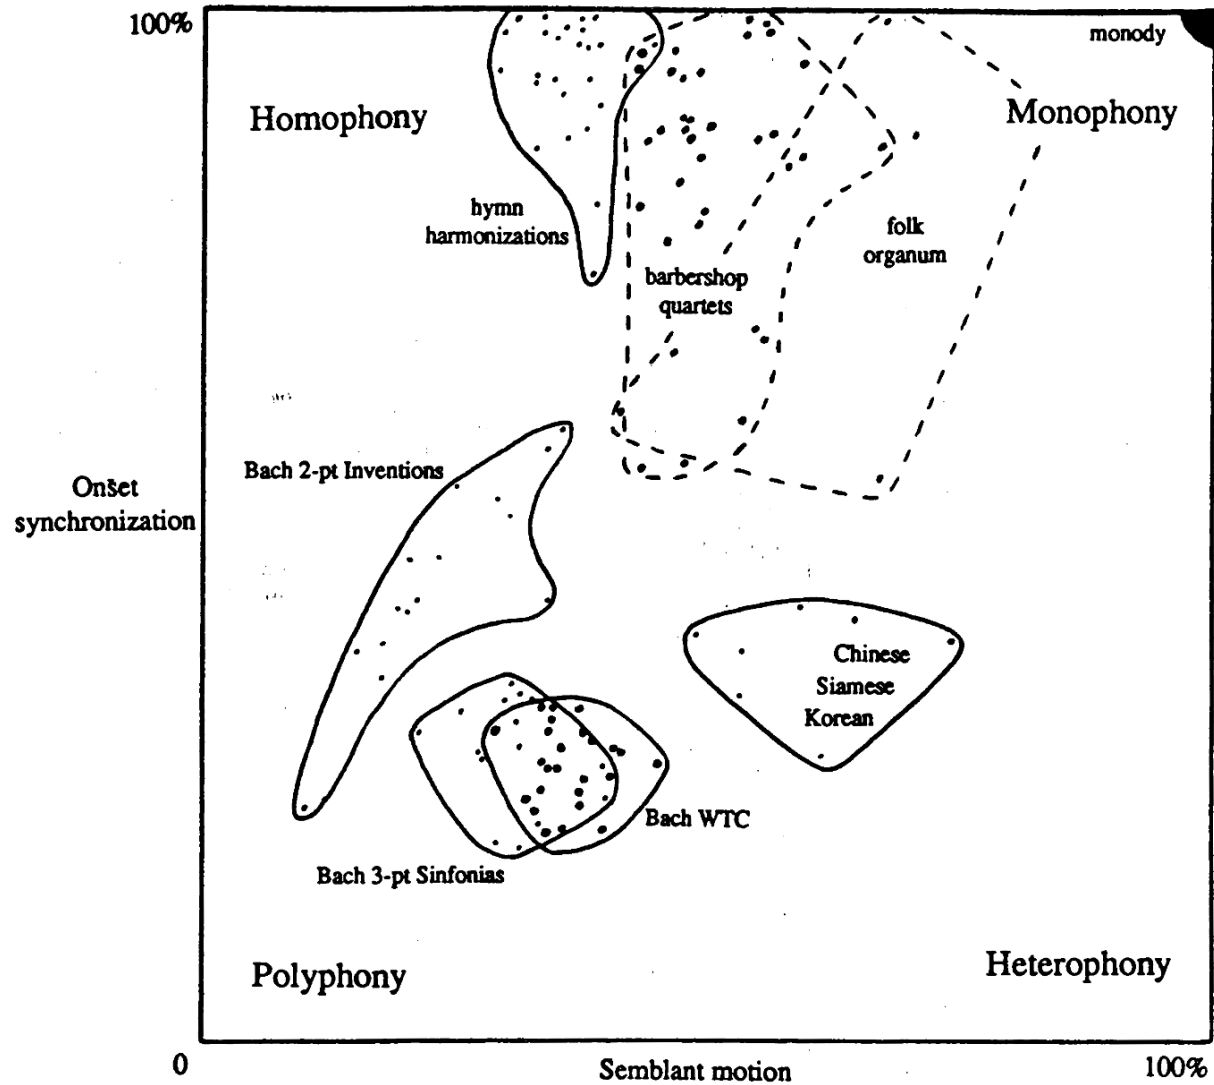 100%
monody
Homophony
Monophony
hymn
harmonizations
folk
organum
barbershop
quartets
Bach 2-pt Inventions
Onset
synchronization
Chinese
Siamese
Korean
Bach WTC
Bach 3-pt Sinfonias
Polyphony
Heterophony
0
Semblant motion
100%